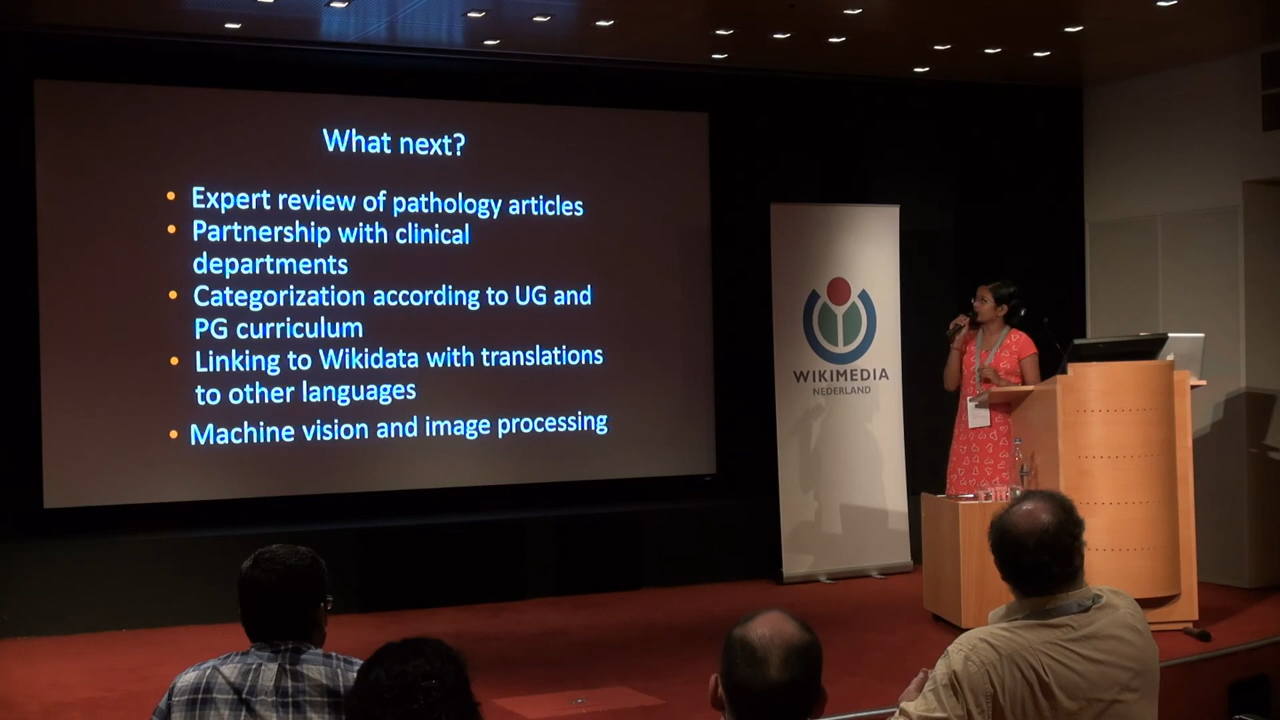 What next?
• Expert review of pathology articles
• Partnership with clinical
departments
• Categorization according to UG and
PG curriculum
• Linking to Wikidata with translations
to other languages
• Machine vision and image processing
WIKIMEDIA
NEDERLAND